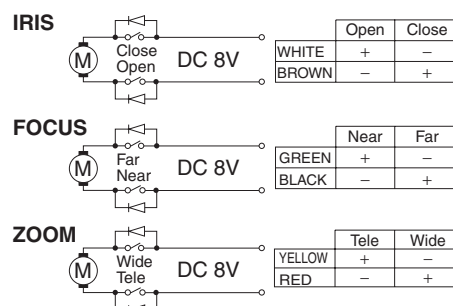 IRIS
M
Close
Open
DC 8V
Open Close
WHITE + −
BROWN − +
FOCUS
M
Far
Near
DC 8V
Near Far
GREEN + −
BLACK − +
ZOOM
M
Wide
Tele
DC 8V
Tele Wide
YELLOW + −
RED − +